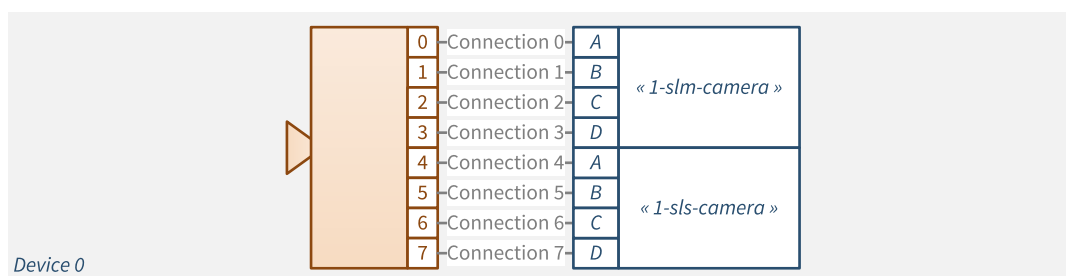 0 Connection 0 A
1 Connection 1 B
« 1-slm-camera »
2 Connection 2 C
3 Connection 3 D
4 Connection 4 A
5 Connection 5 B
« 1-sls-camera »
6 Connection 6 C
7 Connection 7 D
Device 0